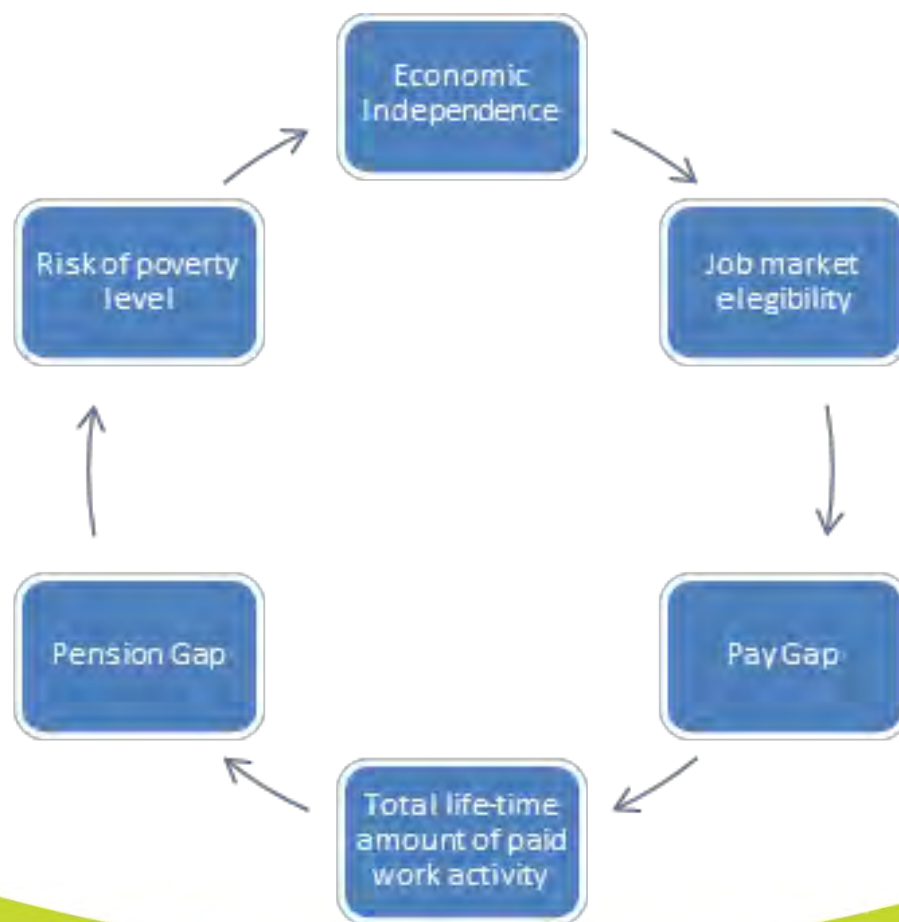 Economic
Independence
Job market
elegibility
Pay Gap
Total life-time
amount of paid
work activity
Pension Gap
Risk of poverty
level